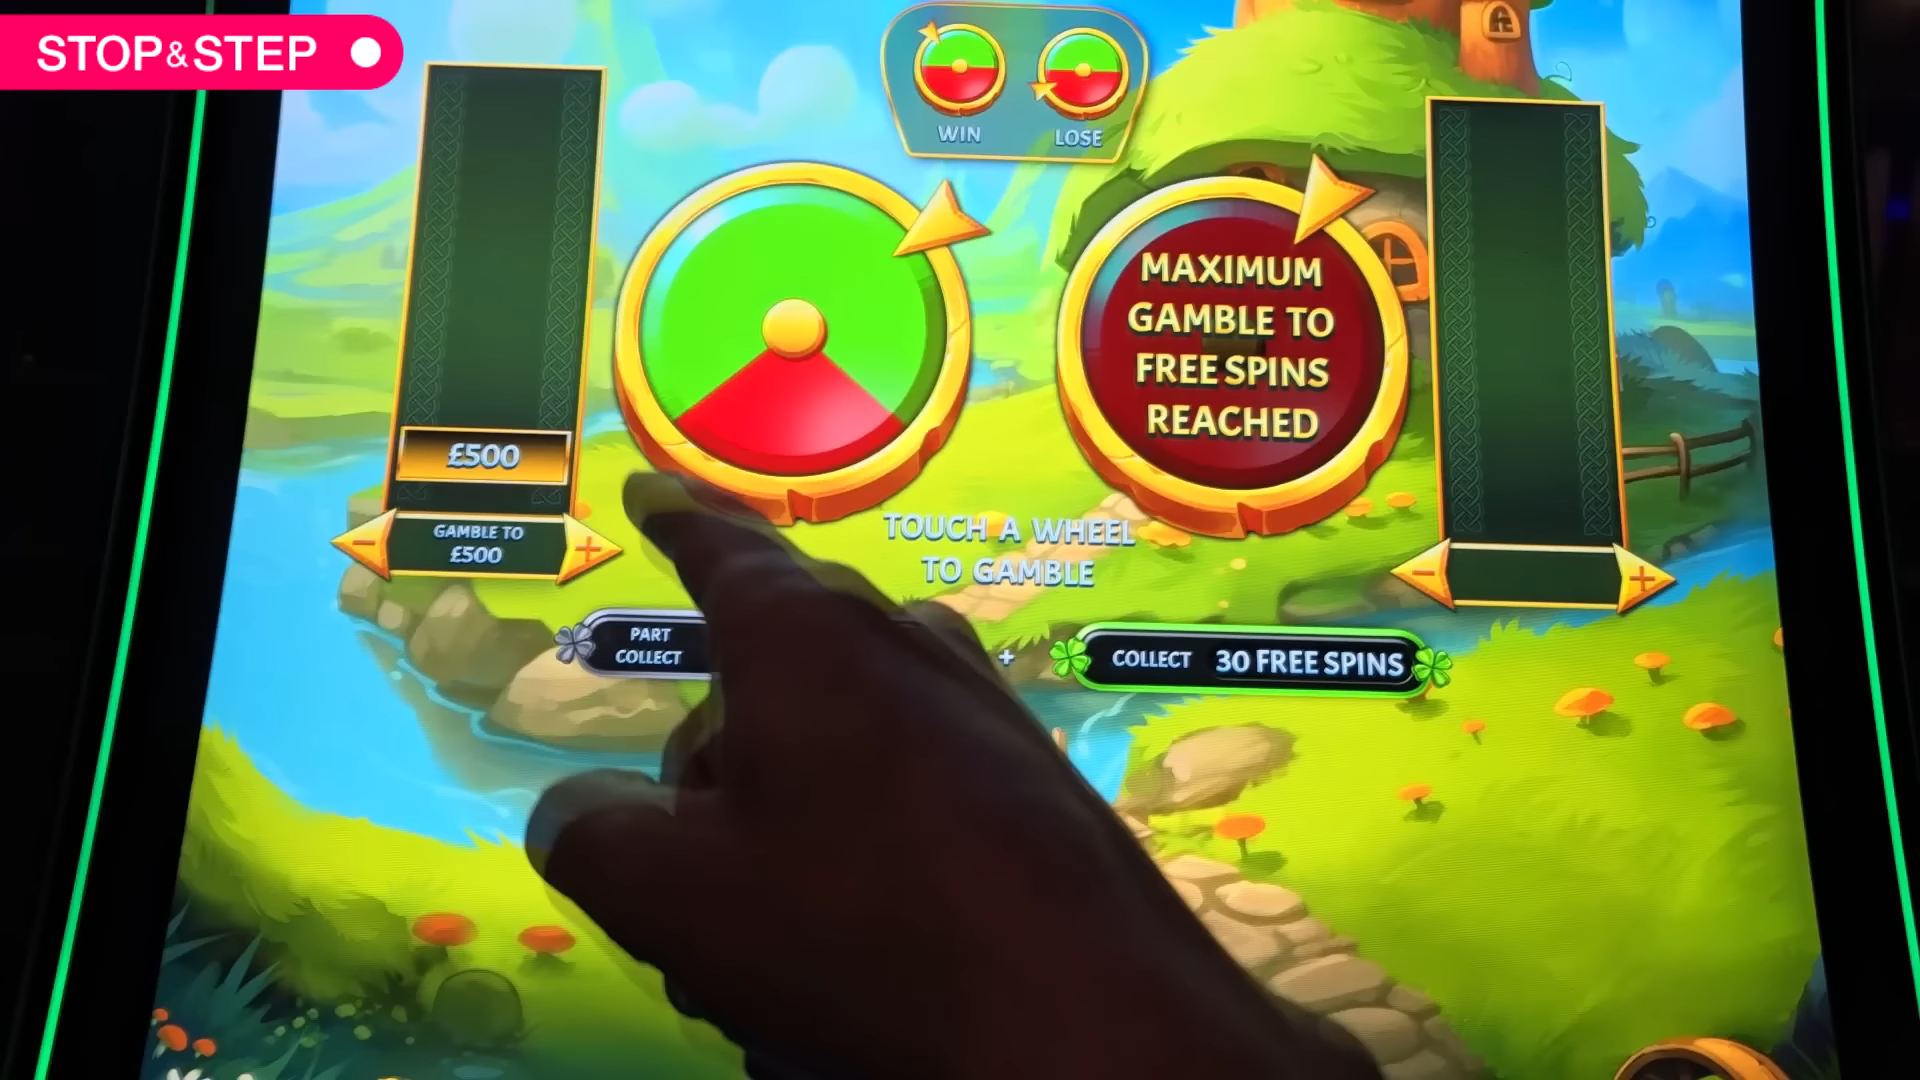 STOP&STEP
WIN
LOSE
MAXIMUM
GAMBLE TO
FREE SPINS
REACHED
£500
GAMBLE TO
£500
-
+
TOUCH A WHEEL
TO GAMBLE
-
+
PART
COLLECT
+
COLLECT 30 FREE SPINS